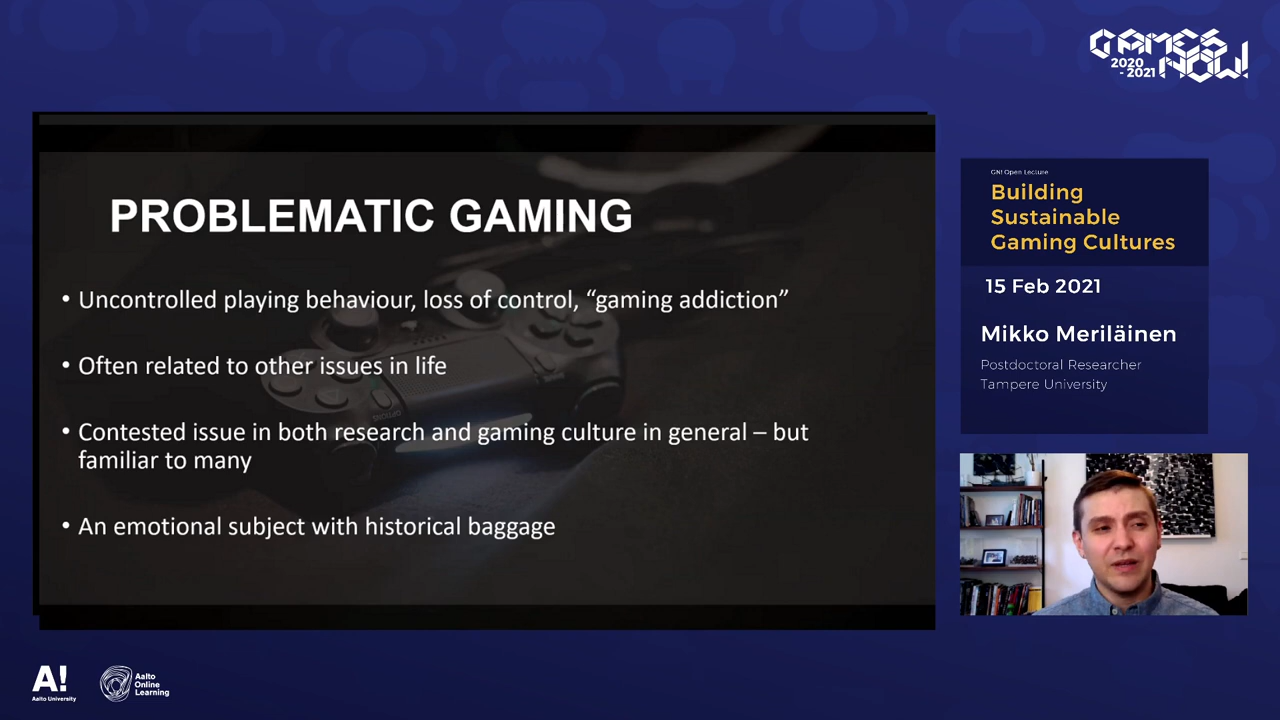 GAMES
2020
- 2021 NOW!
PROBLEMATIC GAMING
• Uncontrolled playing behaviour, loss of control, “gaming addiction”
• Often related to other issues in life
• Contested issue in both research and gaming culture in general – but
familiar to many
• An emotional subject with historical baggage
OPTIONS
GN! Open Lecture
Building
Sustainable
Gaming Cultures
15 Feb 2021
Mikko Meriläinen
Postdoctoral Researcher
Tampere University
A!
Aalto University
Aalto
Online
Learning